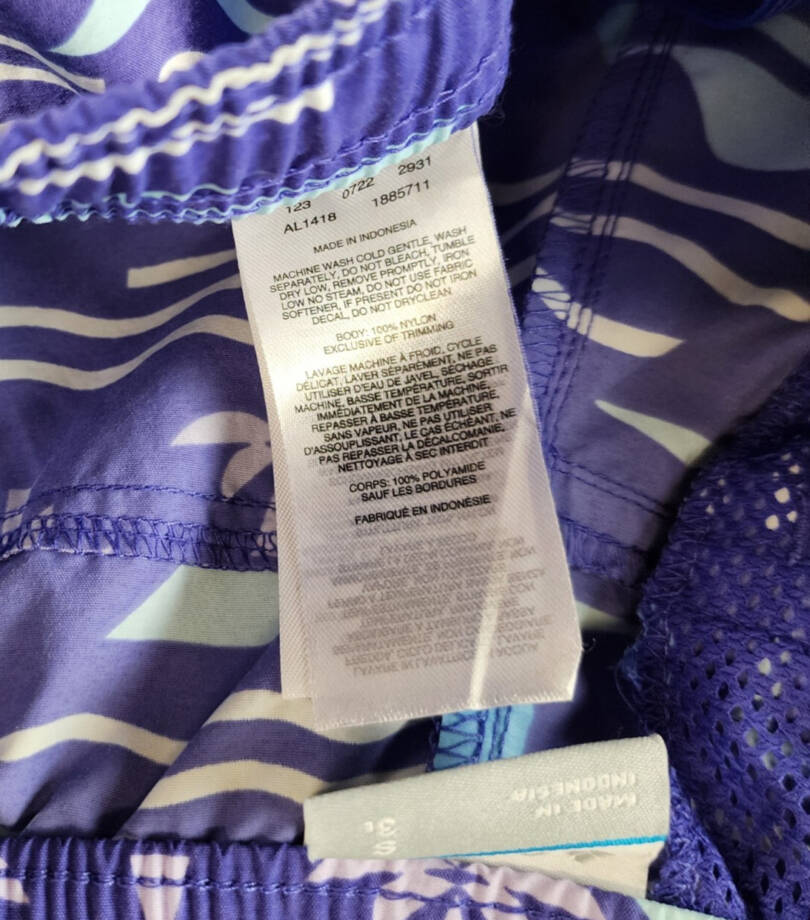 123 0722 2931
AL1418 1885711
MADE IN INDONESIA
MACHINE WASH COLD GENTLE, WASH
SEPARATELY, DO NOT BLEACH, TUMBLE
DRY LOW, REMOVE PROMPTLY, IRON
LOW NO STEAM, DO NOT USE FABRIC
SOFTENER, IF PRESENT DO NOT IRON
DECAL, DO NOT DRYCLEAN
BODY: 100% NYLON
EXCLUSIVE OF TRIMMING
LAVAGE MACHINE À FROID, CYCLE
DÉLICAT, LAVER SÉPARÉMENT, NE PAS
UTILISER D'EAU DE JAVEL, SÉCHAGE
MACHINE, BASSE TEMPÉRATURE, SORTIR
IMMÉDIATEMENT DE LA MACHINE,
REPASSER À BASSE TEMPÉRATURE,
SANS VAPEUR, NE PAS UTILISER
D'ASSOUPLISSANT, LE CAS ÉCHÉANT, NE
PAS REPASSER LA DÉCALCOMANIE,
NETTOYAGE À SEC INTERDIT
CORPS: 100% POLYAMIDE
SAUF LES BORDURES
FABRIQUÉ EN INDONÉSIE
MADE IN
INDONESIA
S